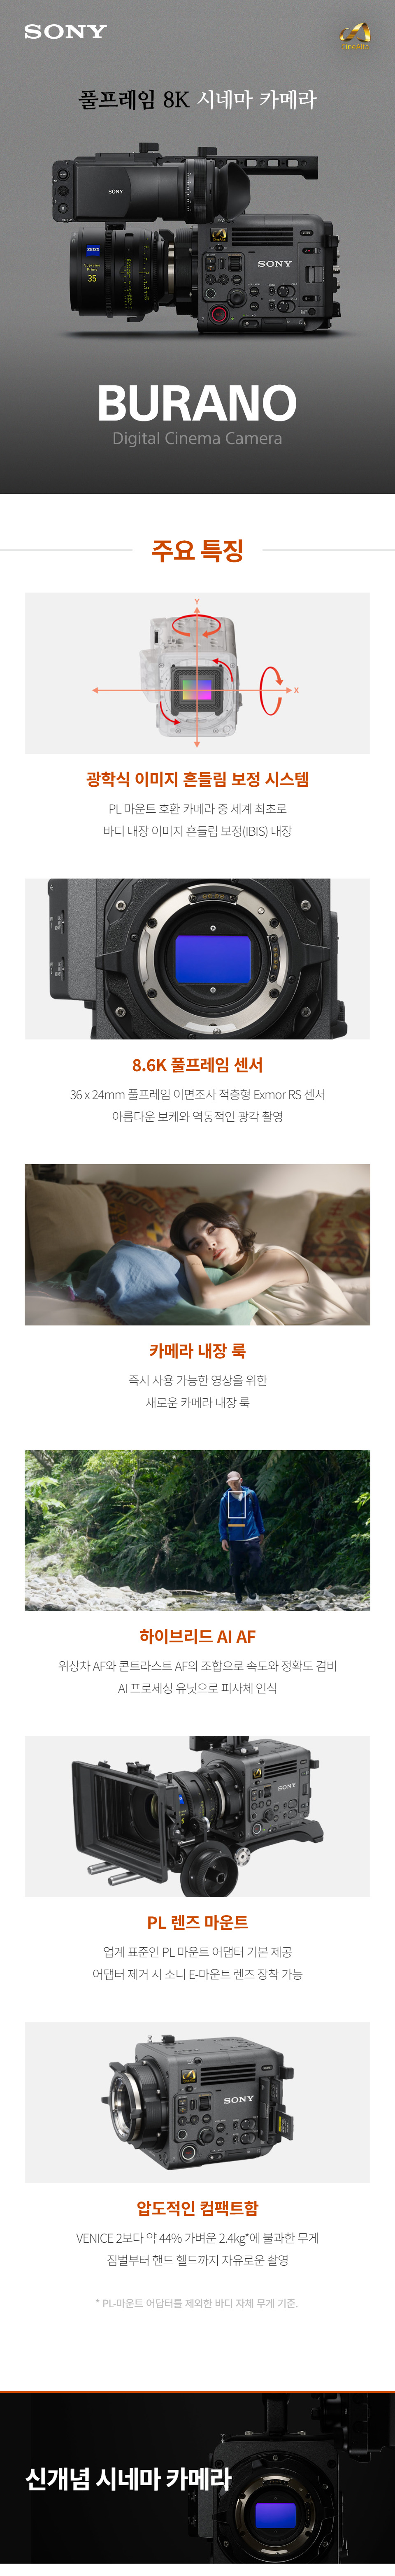 SONY
CineAlta
풀프레임 8K 시네마 카메라
SONY
ZEISS
Supreme
Prime
35
SONY
BURANO
Digital Cinema Camera
주요 특징
Y
X
광학식 이미지 흔들림 보정 시스템
PL 마운트 호환 카메라 중 세계 최초로
바디 내장 이미지 흔들림 보정(IBIS) 내장
8.6K 풀프레임 센서
36 x 24mm 풀프레임 이면조사 적층형 Exmor RS 센서
아름다운 보케와 역동적인 광각 촬영
카메라 내장 룩
즉시 사용 가능한 영상을 위한
새로운 카메라 내장 룩
하이브리드 AI AF
위상차 AF와 콘트라스트 AF의 조합으로 속도와 정확도 겸비
AI 프로세싱 유닛으로 피사체 인식
SONY
PL 렌즈 마운트
업계 표준인 PL 마운트 어댑터 기본 제공
어댑터 제거 시 소니 E-마운트 렌즈 장착 가능
SONY
압도적인 컴팩트함
VENICE 2보다 약 44% 가벼운 2.4kg*에 불과한 무게
짐벌부터 핸드 헬드까지 자유로운 촬영
* PL-마운트 어답터를 제외한 바디 자체 무게 기준.
신개념 시네마 카메라